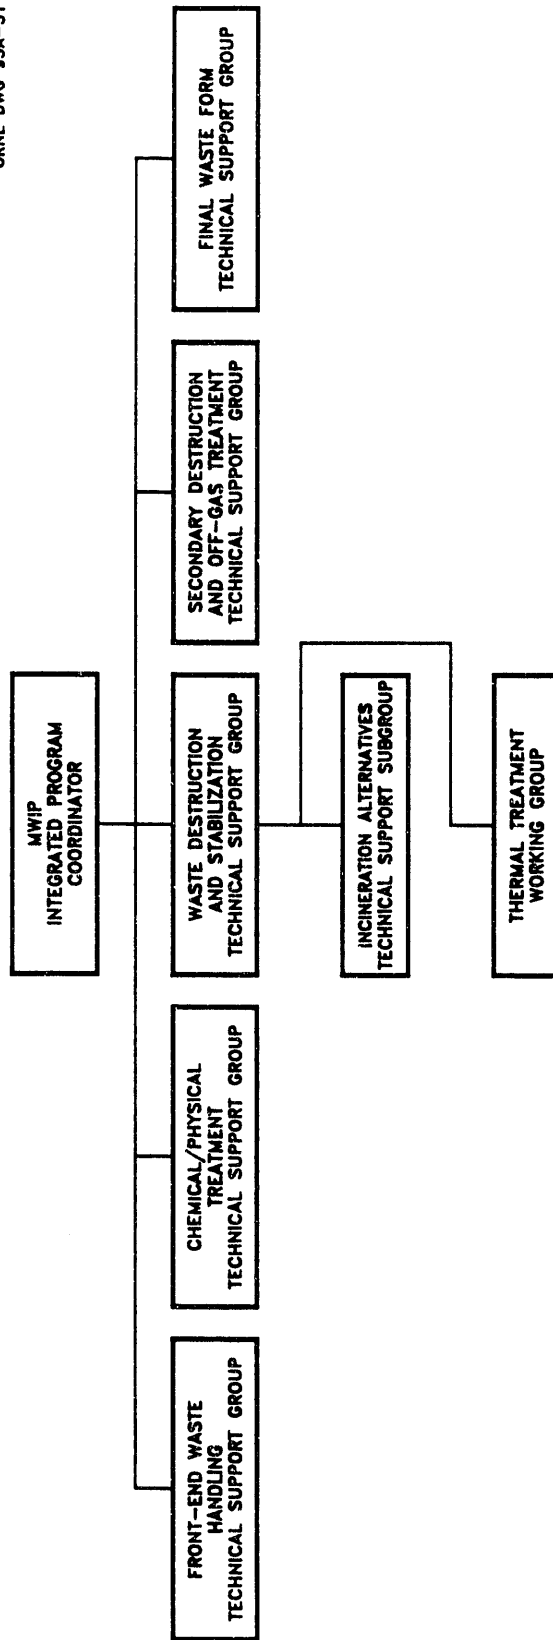 ORNL DWG
MWIP
INTEGRATED PROGRAM
COORDINATOR
FRONT-END WASTE
HANDLING
TECHNICAL SUPPORT GROUP
CHEMICAL/PHYSICAL
TREATMENT
TECHNICAL SUPPORT GROUP
WASTE DESTRUCTION
AND STABILIZATION
TECHNICAL SUPPORT GROUP
SECONDARY DESTRUCTION
AND OFF-GAS TREATMENT
TECHNICAL SUPPORT GROUP
FINAL WASTE FORM
TECHNICAL SUPPORT GROUP
INCINERATION ALTERNATIVES
TECHNICAL SUPPORT SUBGROUP
THERMAL TREATMENT
WORKING GROUP